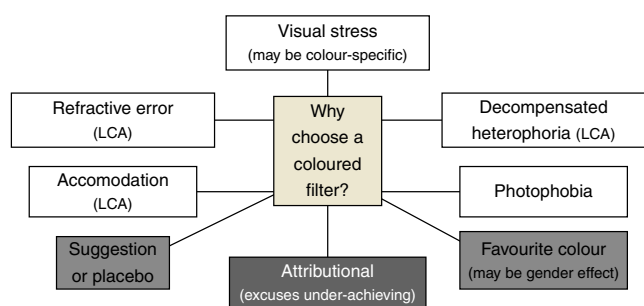 Visual stress
(may be colour-specific)
Refractive error
(LCA)
Why
choose a
coloured
filter?
Decompensated
heterophoria (LCA)
Accomodation
(LCA)
Photophobia
Suggestion
or placebo
Attributional
(excuses under-achieving)
Favourite colour
(may be gender effect)